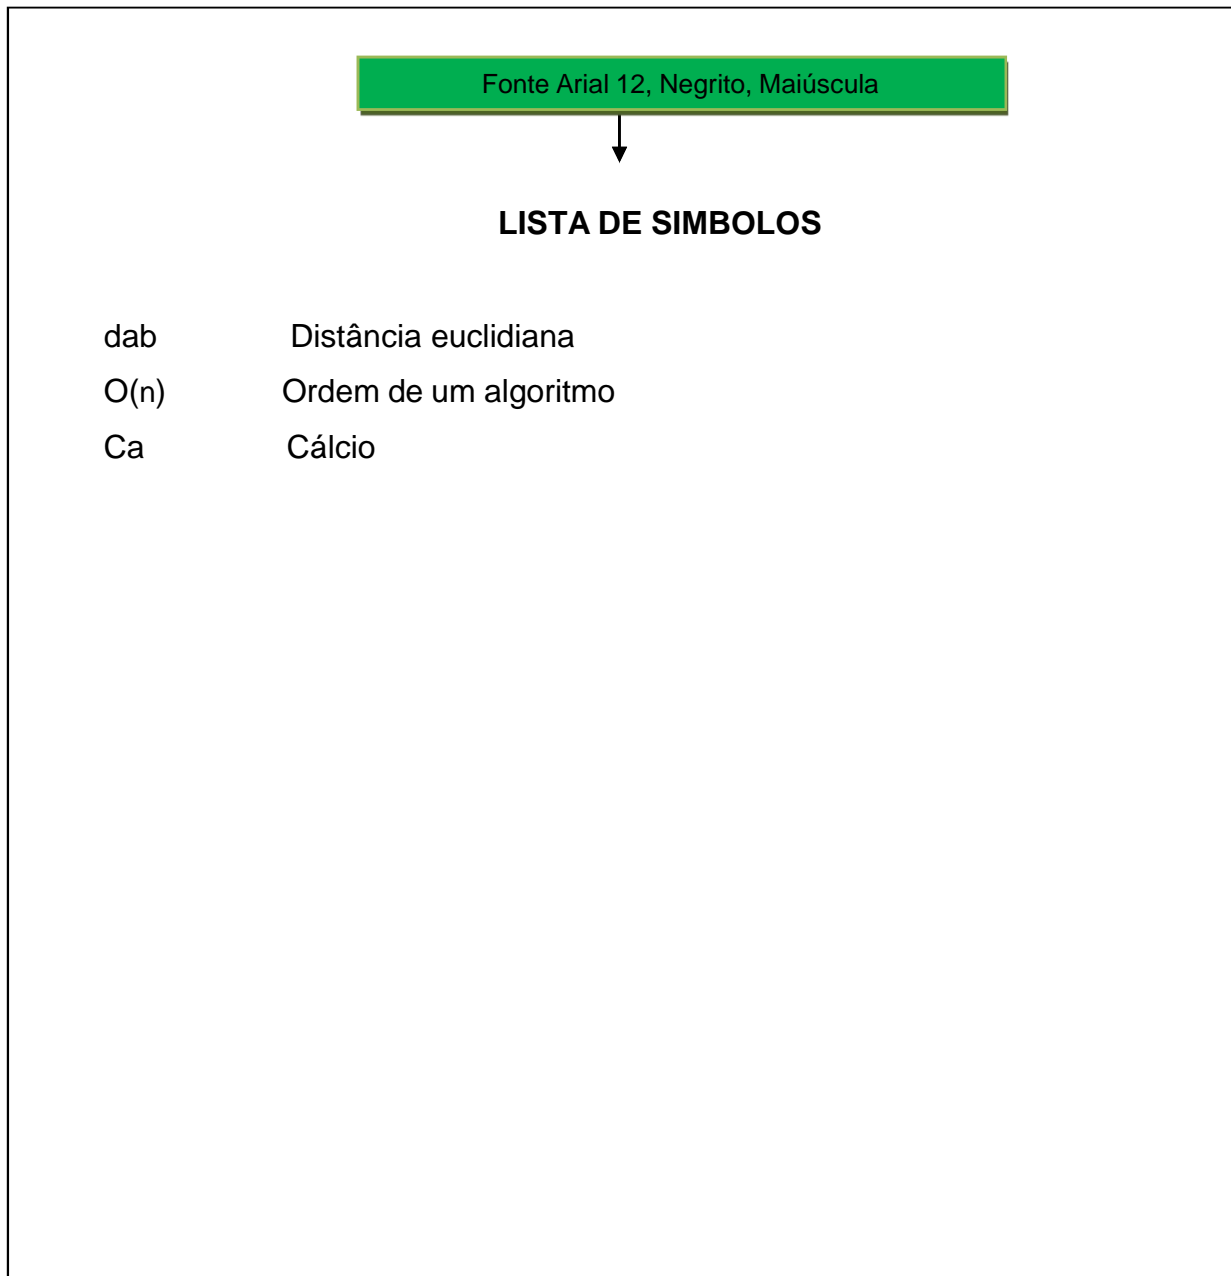 Fonte Arial 12, Negrito, Maiúscula
LISTA DE SIMBOLOS
dab Distância euclidiana
O(n) Ordem de um algoritmo
Ca Cálcio